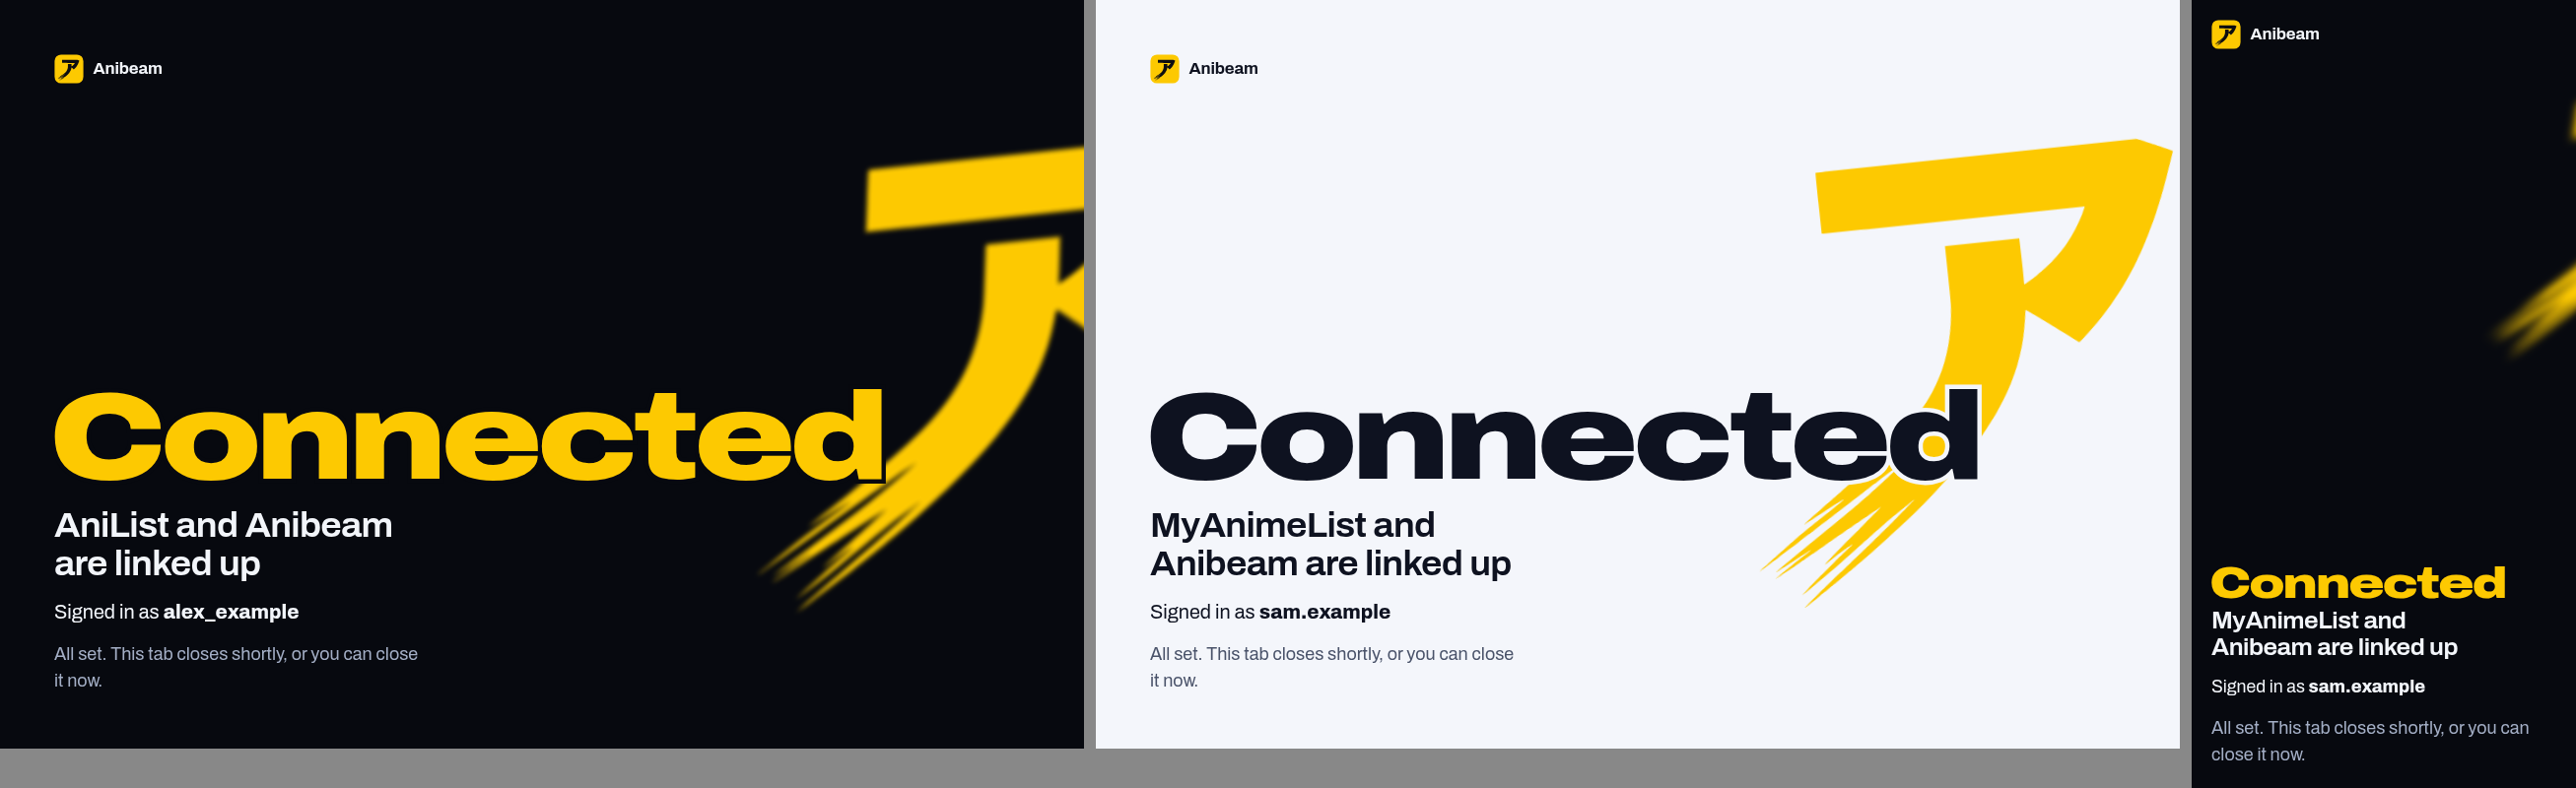 Anibeam
Connected
AniList and Anibeam
are linked up
Signed in as alex_example
All set. This tab closes shortly, or you can close
it now.
Anibeam
Connected
MyAnimeList and
Anibeam are linked up
Signed in as sam.example
All set. This tab closes shortly, or you can close
it now.
Anibeam
Connected
MyAnimeList and
Anibeam are linked up
Signed in as sam.example
All set. This tab closes shortly, or you can
close it now.